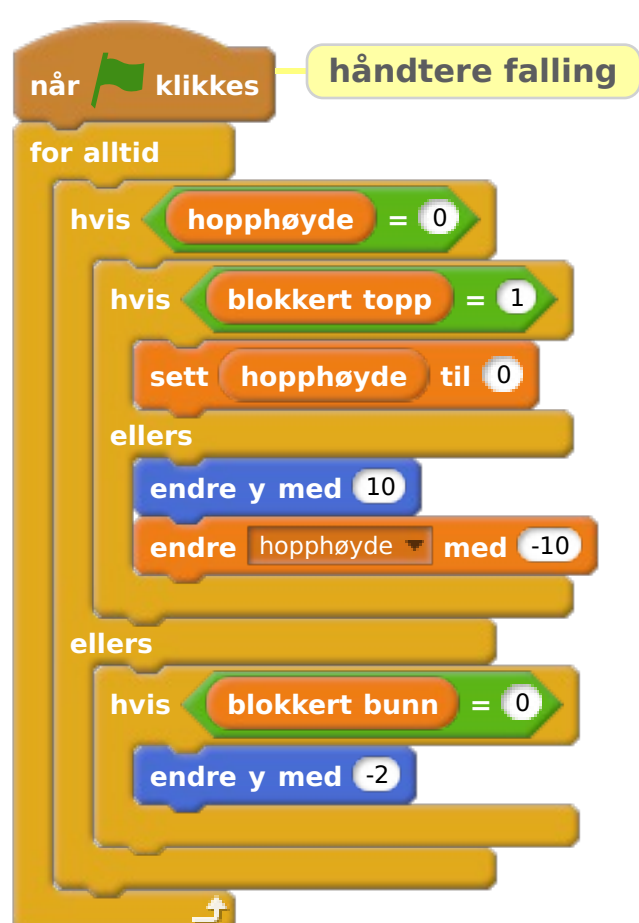 når klikkes
håndtere falling
for alltid
hvis hopphøyde = 0
hvis blokkert topp = 1
sett hopphøyde til 0
ellers
endre y med 10
endre hopphøyde med -10
ellers
hvis blokkert bunn = 0
endre y med -2